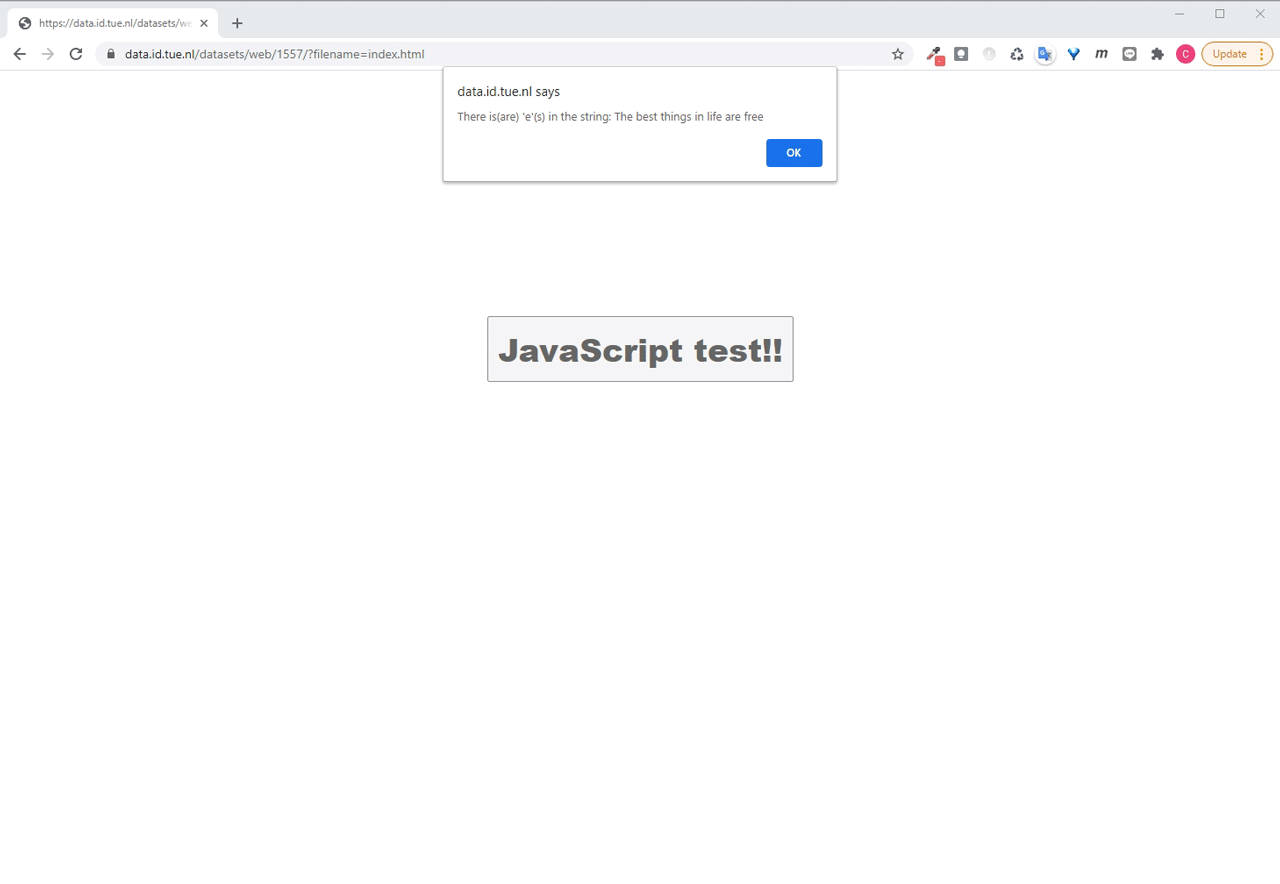 https://data.id.tue.nl/datasets/we
data.id.tue.nl/datasets/web/1557/?filename=index.html
m
C
Update
data.id.tue.nl says
There is(are) 'e'(s) in the string: The best things in life are free
OK
JavaScript test!!